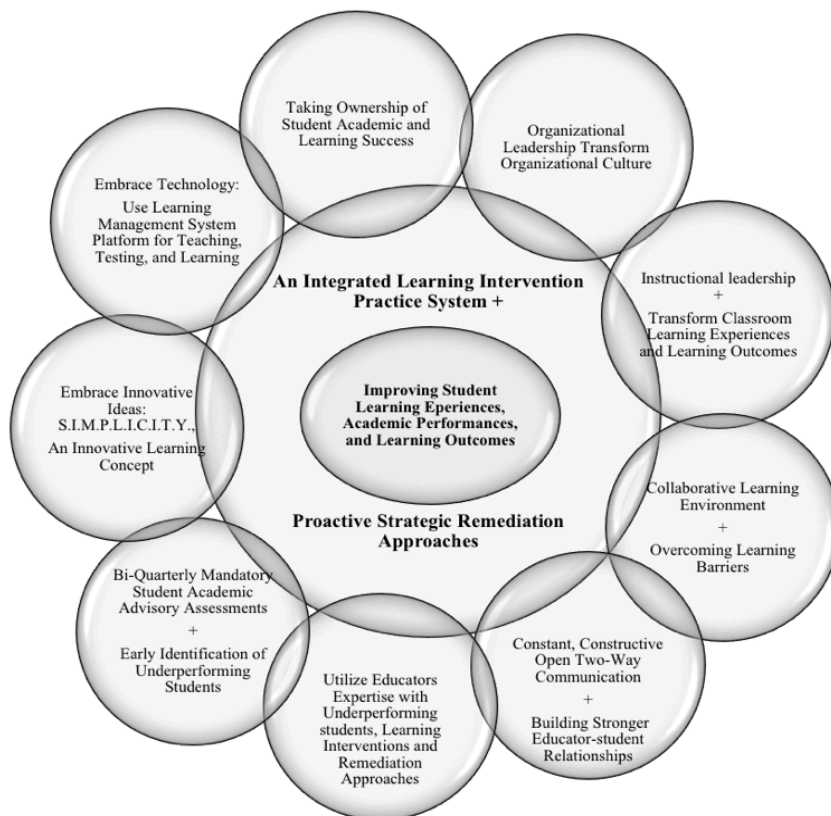 Taking Ownership of
Student Academic and
Learning Success
Organizational
Leadership Transform
Organizational Culture
Embrace Technology:
Use Learning
Management System
Platform for Teaching,
Testing, and Learning
An Integrated Learning Intervention
Practice System +
Instructional leadership
+
Transform Classroom
Learning Experiences
and Learning Outcomes
Improving Student
Learning Eperiences,
Academic Performances,
and Learning Outcomes
Embrace Innovative
Ideas:
S.I.M.P.L.I.C.I.T.Y.,
An Innovative Learning
Concept
Proactive Strategic Remediation
Approaches
Collaborative Learning
Environment
+
Overcoming Learning
Barriers
Bi-Quarterly Mandatory
Student Academic
Advisory Assessments
+
Early Identification of
Underperforming
Students
Utilize Educators
Expertise with
Underperforming
students, Learning
Interventions and
Remediation
Approaches
Constant, Constructive
Open Two-Way
Communication
+
Building Stronger
Educator-student
Relationships